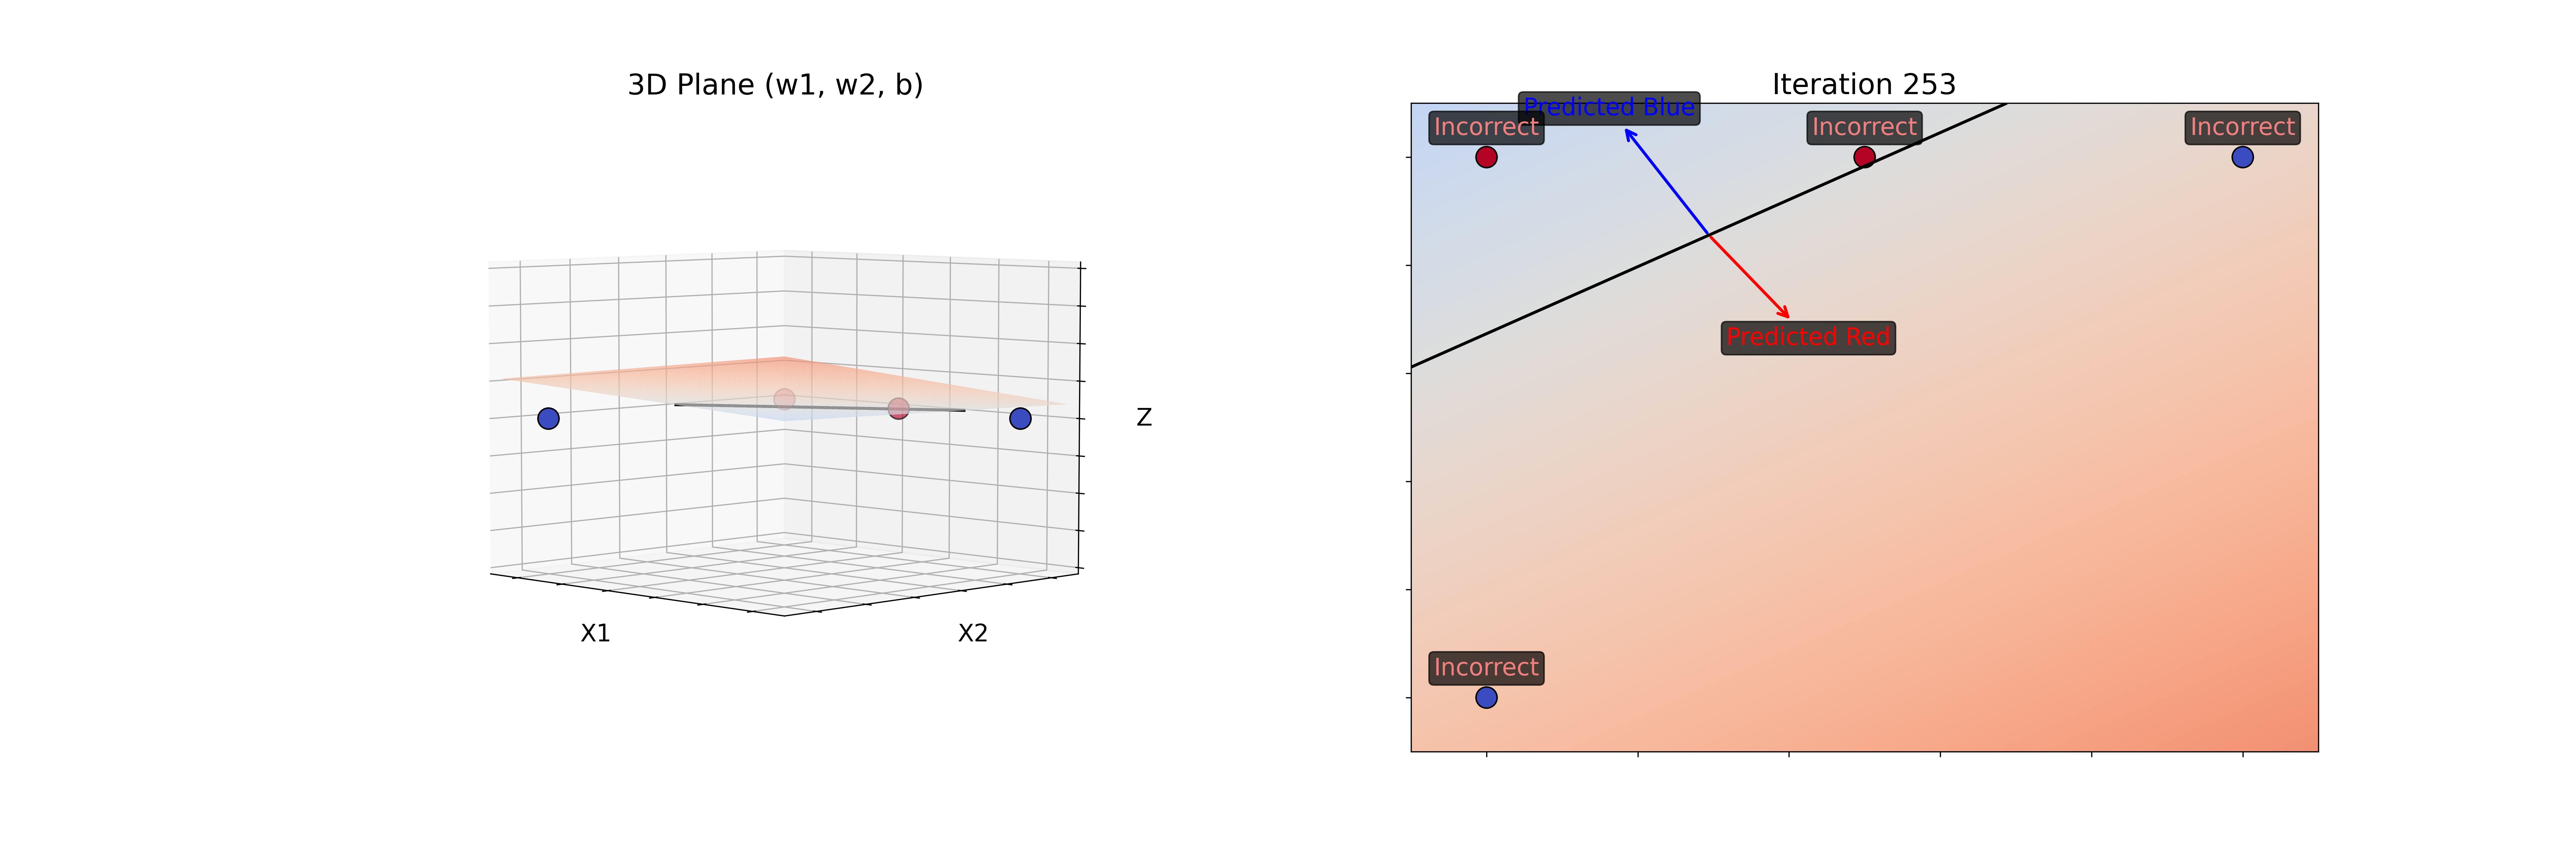 3D Plane (w1, w2, b)
Z
X1
X2
Iteration 253
Predicted Blue
Incorrect
Incorrect
Incorrect
Predicted Red
Incorrect